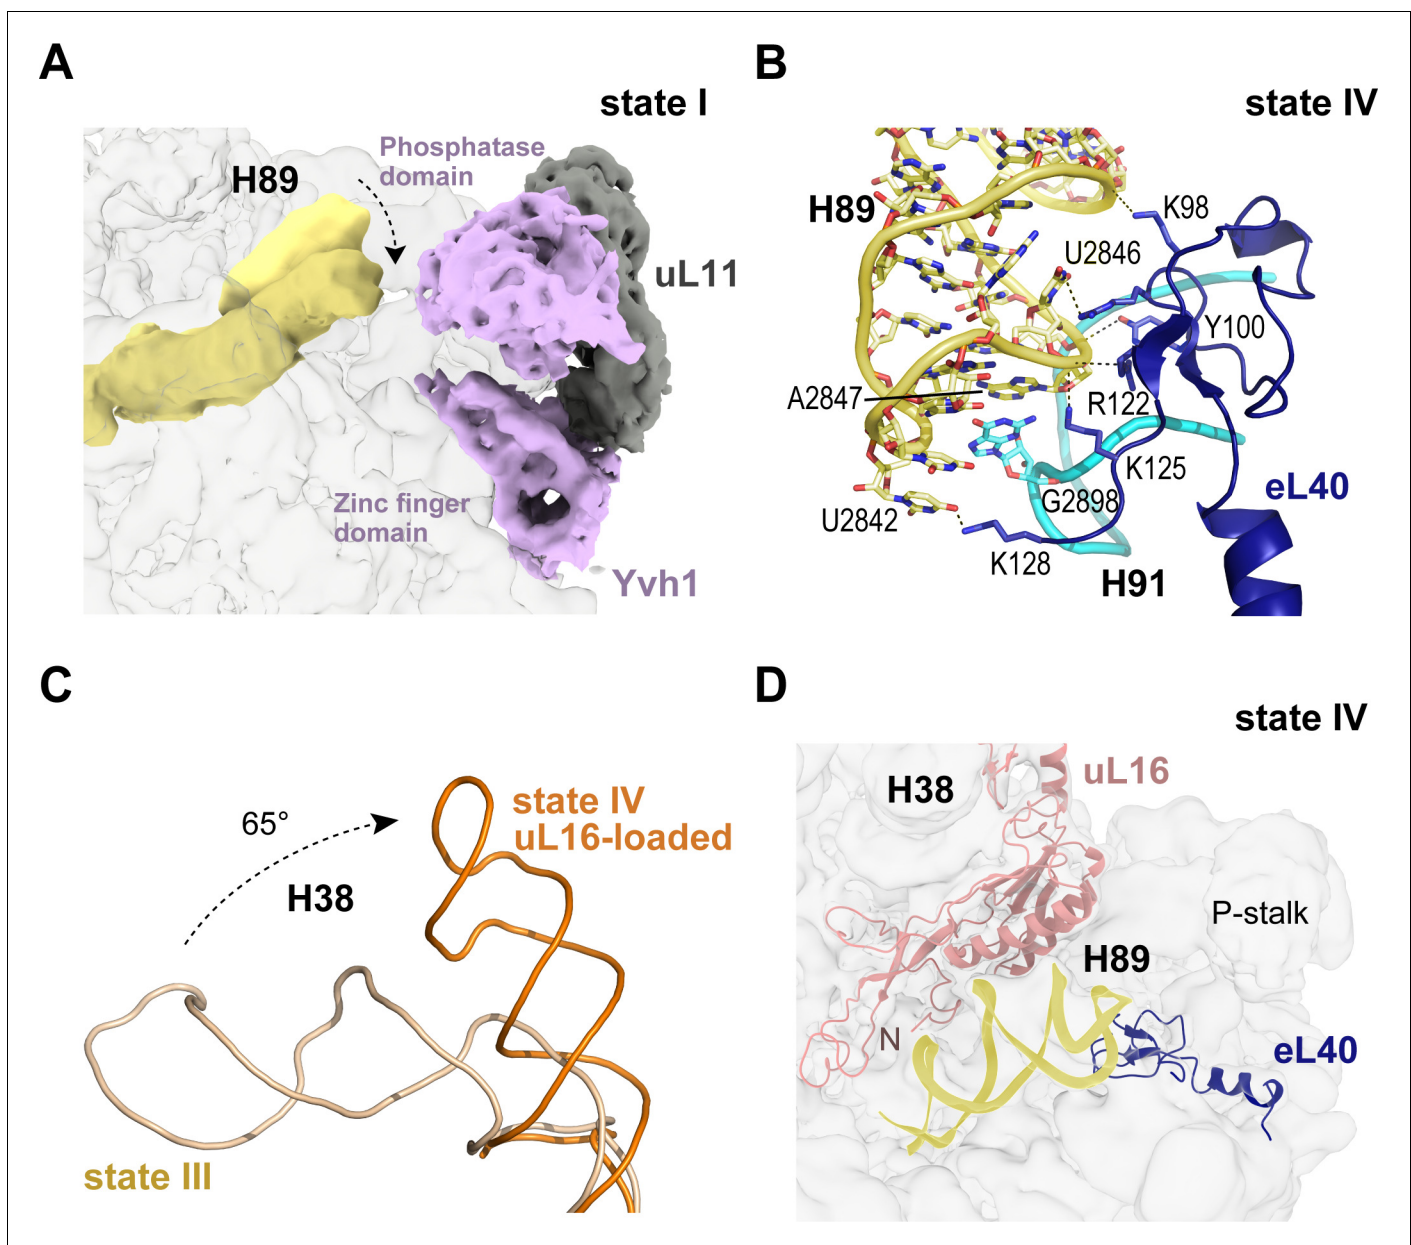 A
state I
Phosphatase
domain
H89
uL11
Zinc finger
domain
Yvh1
B
state IV
H89
K98
U2846
Y100
A2847
R122
K125
G2898
eL40
U2842
K128
H91
C
65°
state IV
uL16-loaded
H38
state III
D
state IV
uL16
H38
P-stalk
H89
N
eL40